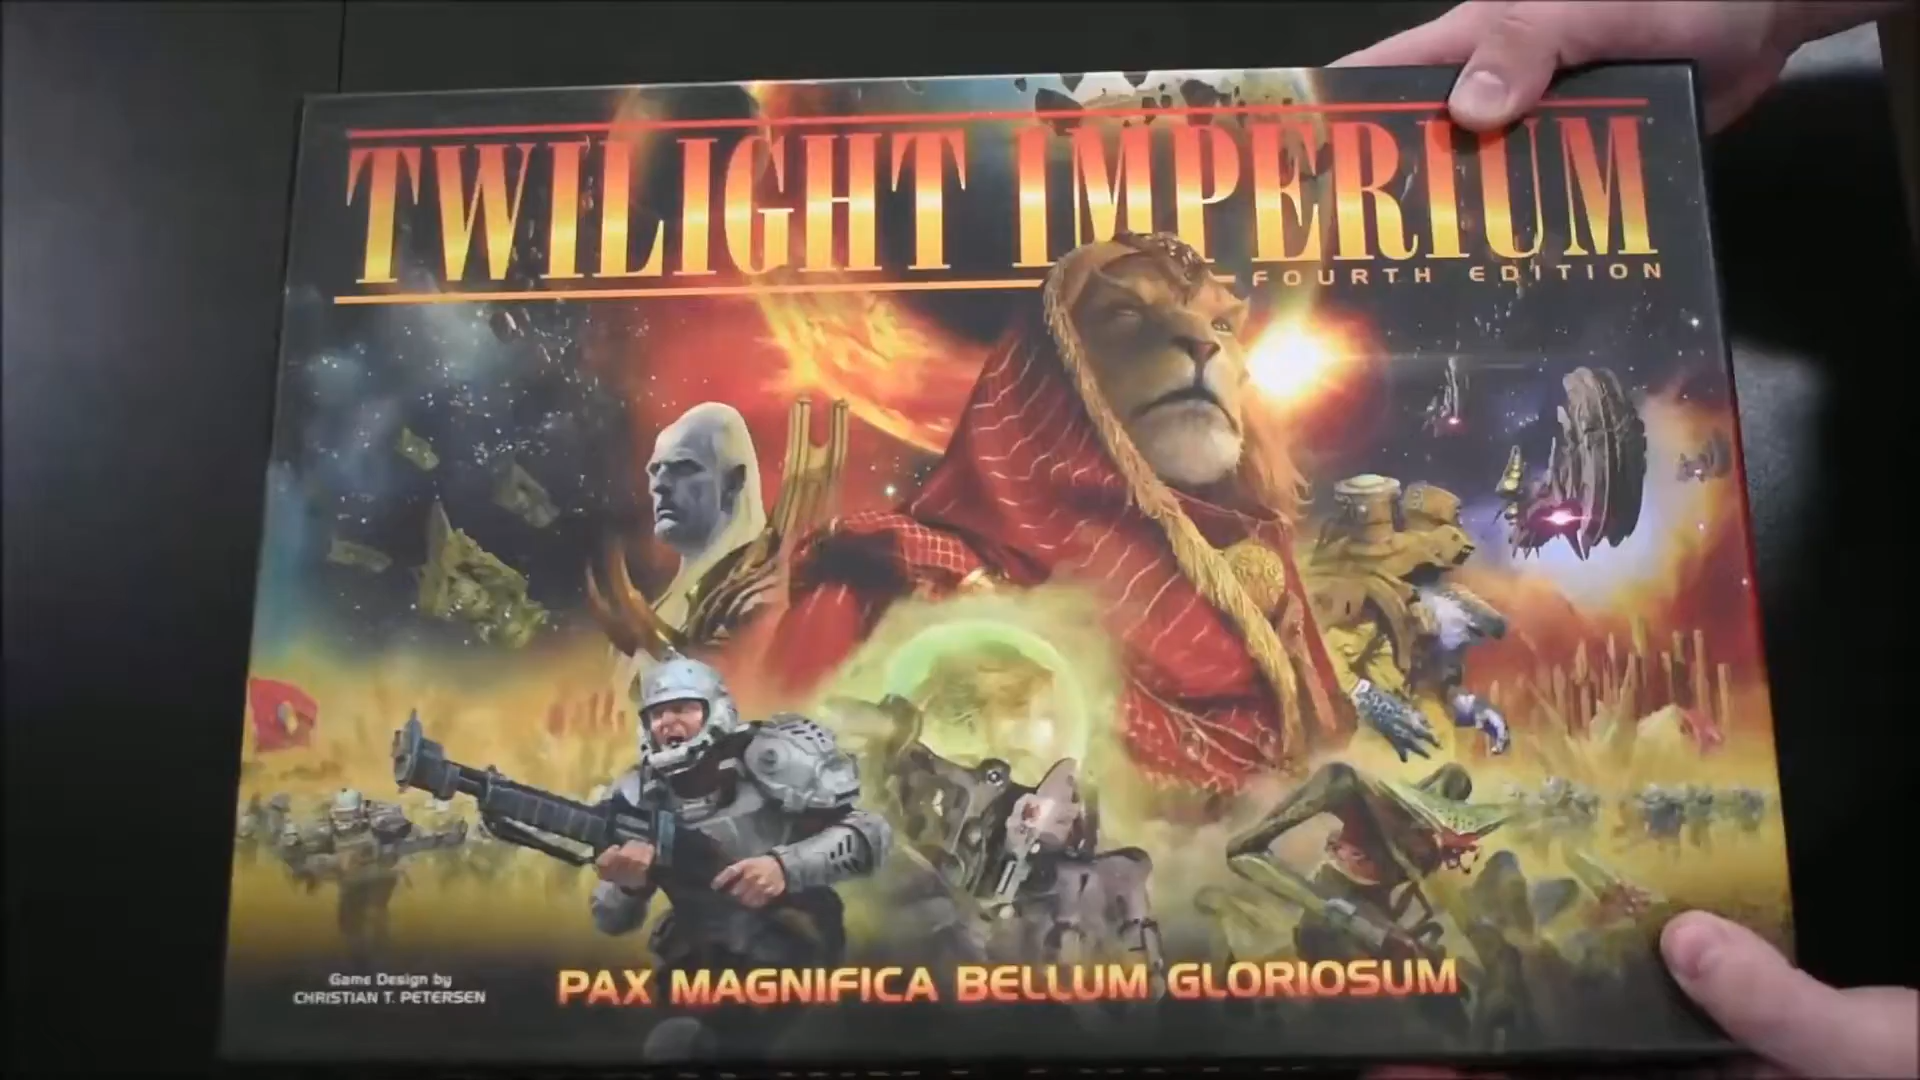 TWILIGHT IMPERIUM
FOURTH EDITION
Game Design by
CHRISTIAN T. PETERSEN
PAX MAGNIFICA BELLUM GLORIOSUM